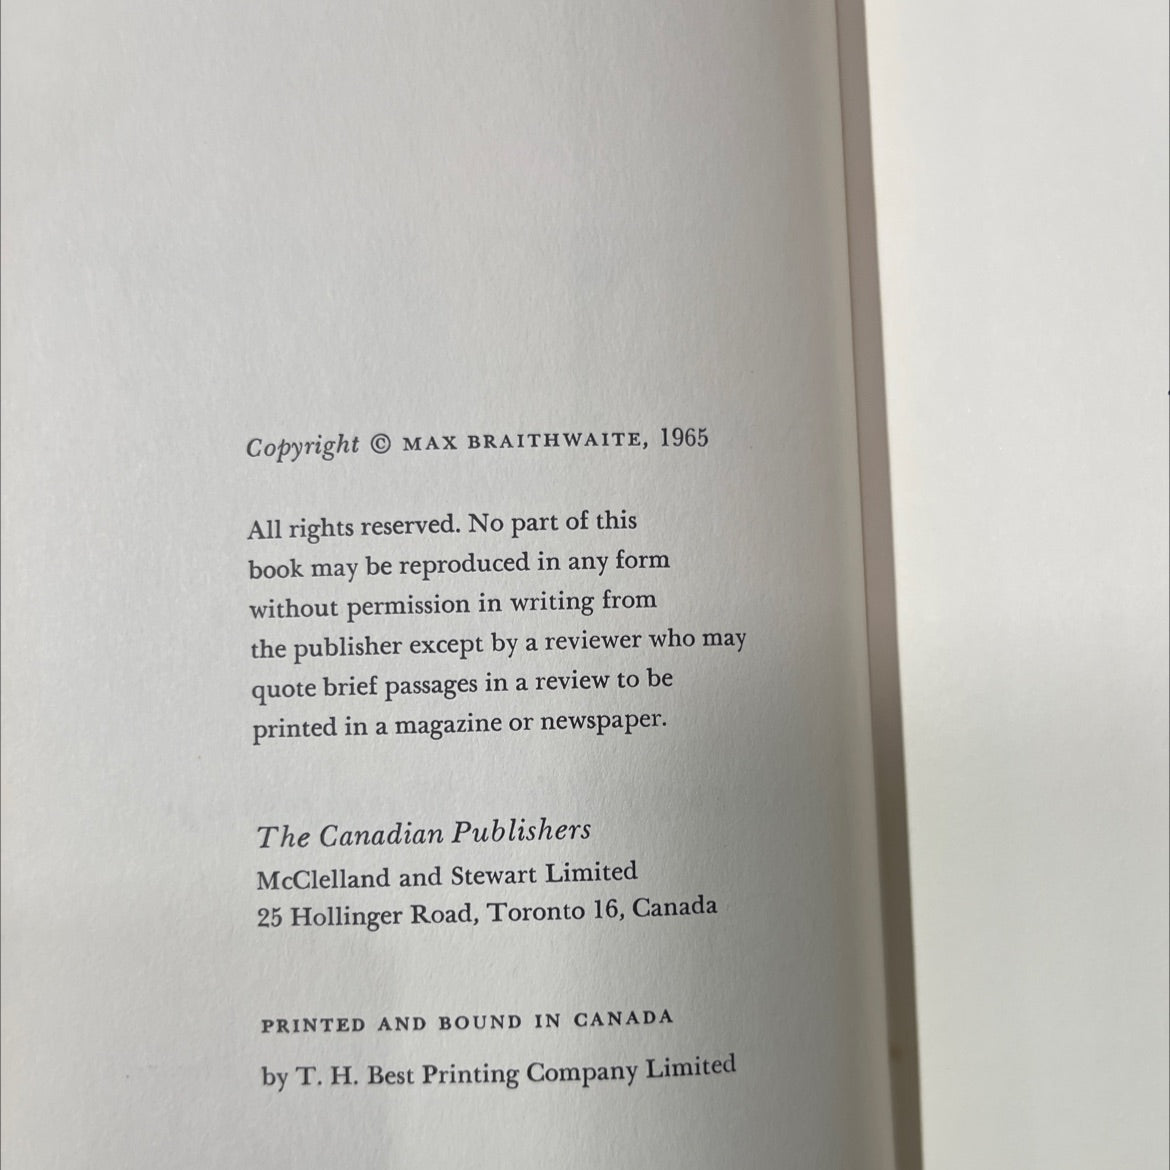 Copyright © MAX BRAITHWAITE, 1965
All rights reserved. No part of this
book may be reproduced in any form
without permission in writing from
the publisher except by a reviewer who may
quote brief passages in a review to be
printed in a magazine or newspaper.
The Canadian Publishers
McClelland and Stewart Limited
25 Hollinger Road, Toronto 16, Canada
PRINTED AND BOUND IN CANADA
by T. H. Best Printing Company Limited